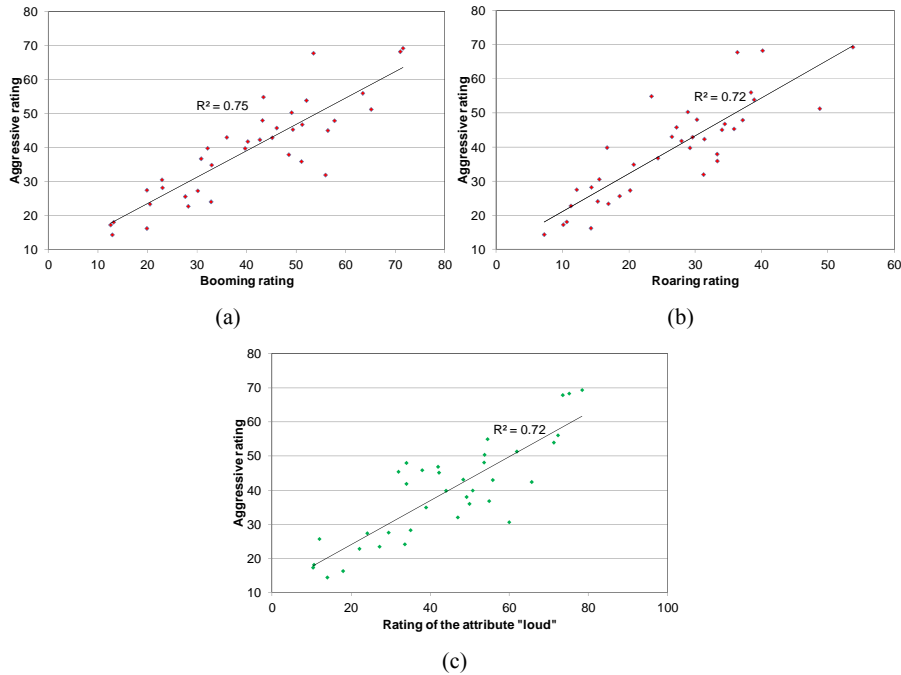 80
70
60
50
40
30
20
10
0 10 20 30 40 50 60 70 80
Aggressive rating
R² = 0.75
Booming rating
(a)
80
70
60
50
40
30
20
10
0 10 20 30 40 50 60
Aggressive rating
R² = 0.72
Roaring rating
(b)
80
70
60
50
40
30
20
10
0 20 40 60 80 100
Aggressive rating
R² = 0.72
Rating of the attribute "loud"
(c)